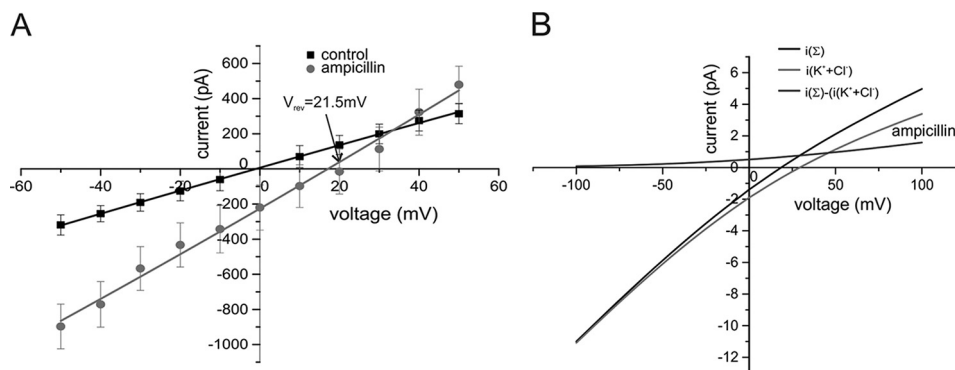 A
control
ampicillin
V_rev=21.5mV
current (pA)
voltage (mV)
600
400
200
0
-200
-400
-600
-800
-1000
-60 -40 -20 0 20 40 60
B
i(Σ)
i(K⁺+Cl⁻)
i(Σ)-(i(K⁺+Cl⁻)
ampicillin
current (pA)
voltage (mV)
6
4
2
0
-2
-4
-6
-8
-10
-12
-100 -50 0 50 100